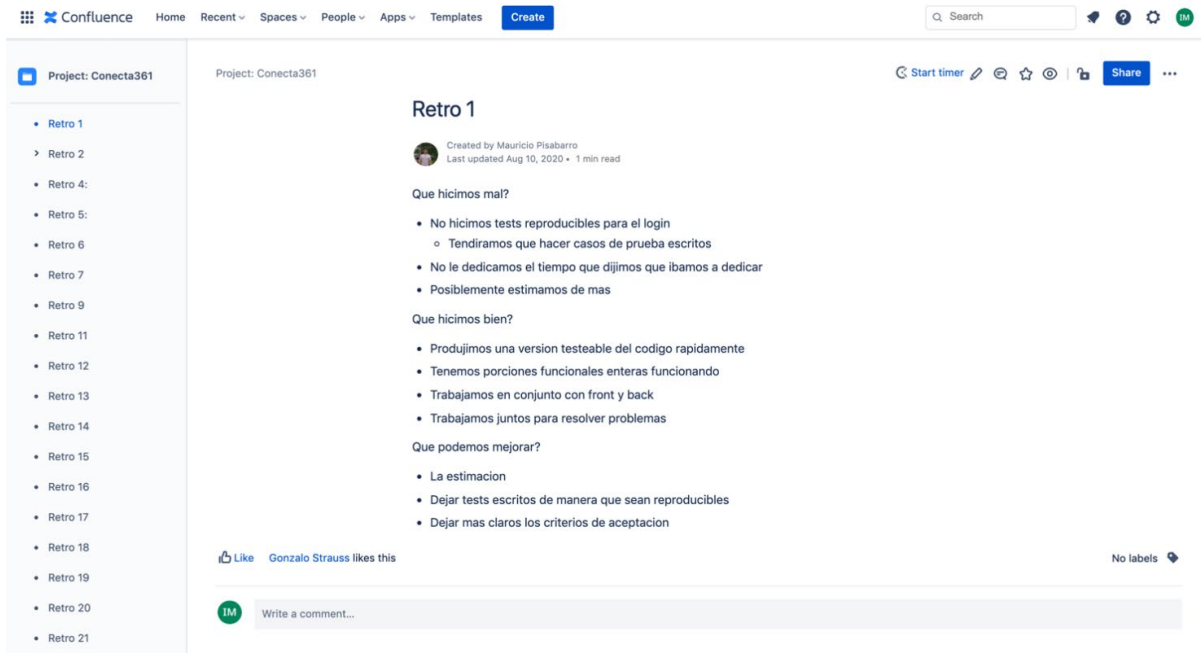 Confluence Home Recent Spaces People Apps Templates Create Search IM
Project: Conecta361
Retro 1
Retro 2
Retro 4:
Retro 5:
Retro 6
Retro 7
Retro 9
Retro 11
Retro 12
Retro 13
Retro 14
Retro 15
Retro 16
Retro 17
Retro 18
Retro 19
Retro 20
Retro 21
Project: Conecta361 Start timer Share
Retro 1
Created by Mauricio Pisabarro
Last updated Aug 10, 2020 • 1 min read
Que hicimos mal?
• No hicimos tests reproducibles para el login
Tendiramos que hacer casos de prueba escritos
• No le dedicamos el tiempo que dijimos que ibamos a dedicar
• Posiblemente estimamos de mas
Que hicimos bien?
• Produjimos una version testeable del codigo rapidamente
• Tenemos porciones funcionales enteras funcionando
• Trabajamos en conjunto con front y back
• Trabajamos juntos para resolver problemas
Que podemos mejorar?
• La estimacion
• Dejar tests escritos de manera que sean reproducibles
• Dejar mas claros los criterios de aceptacion
Like Gonzalo Strauss likes this No labels
IM Write a comment...